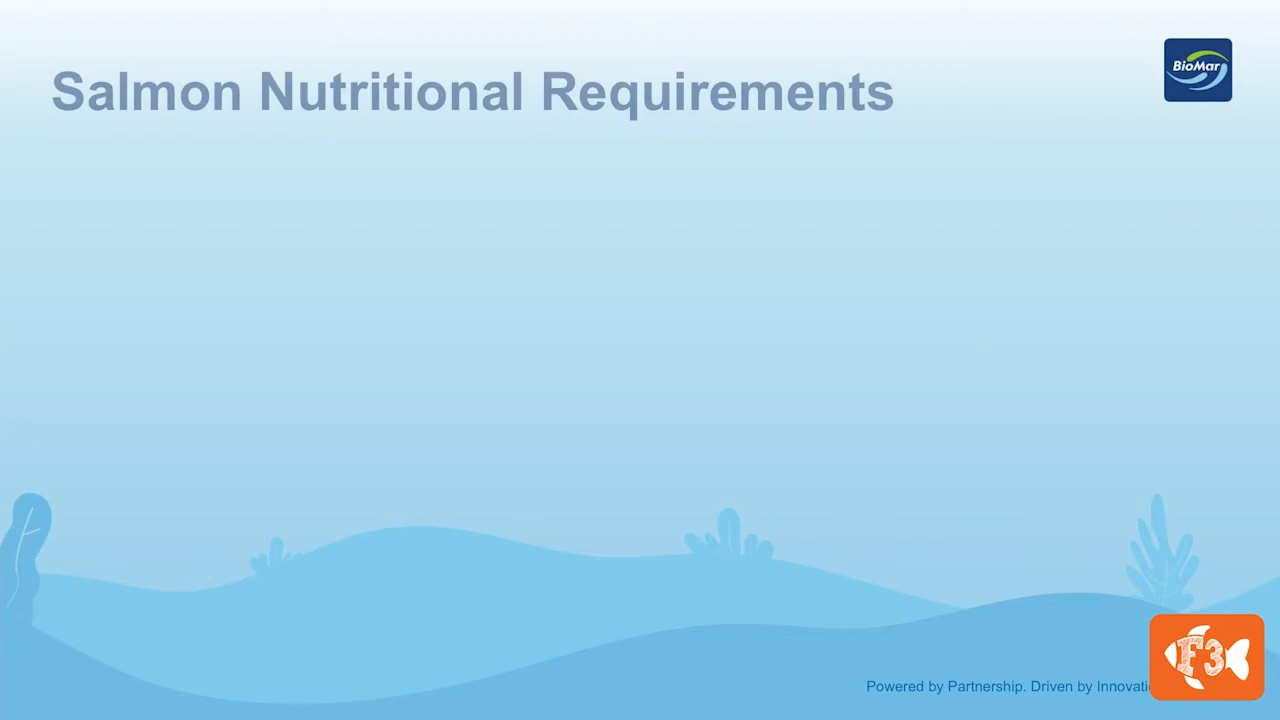 Salmon Nutritional Requirements
BioMar
Powered by Partnership. Driven by
F3